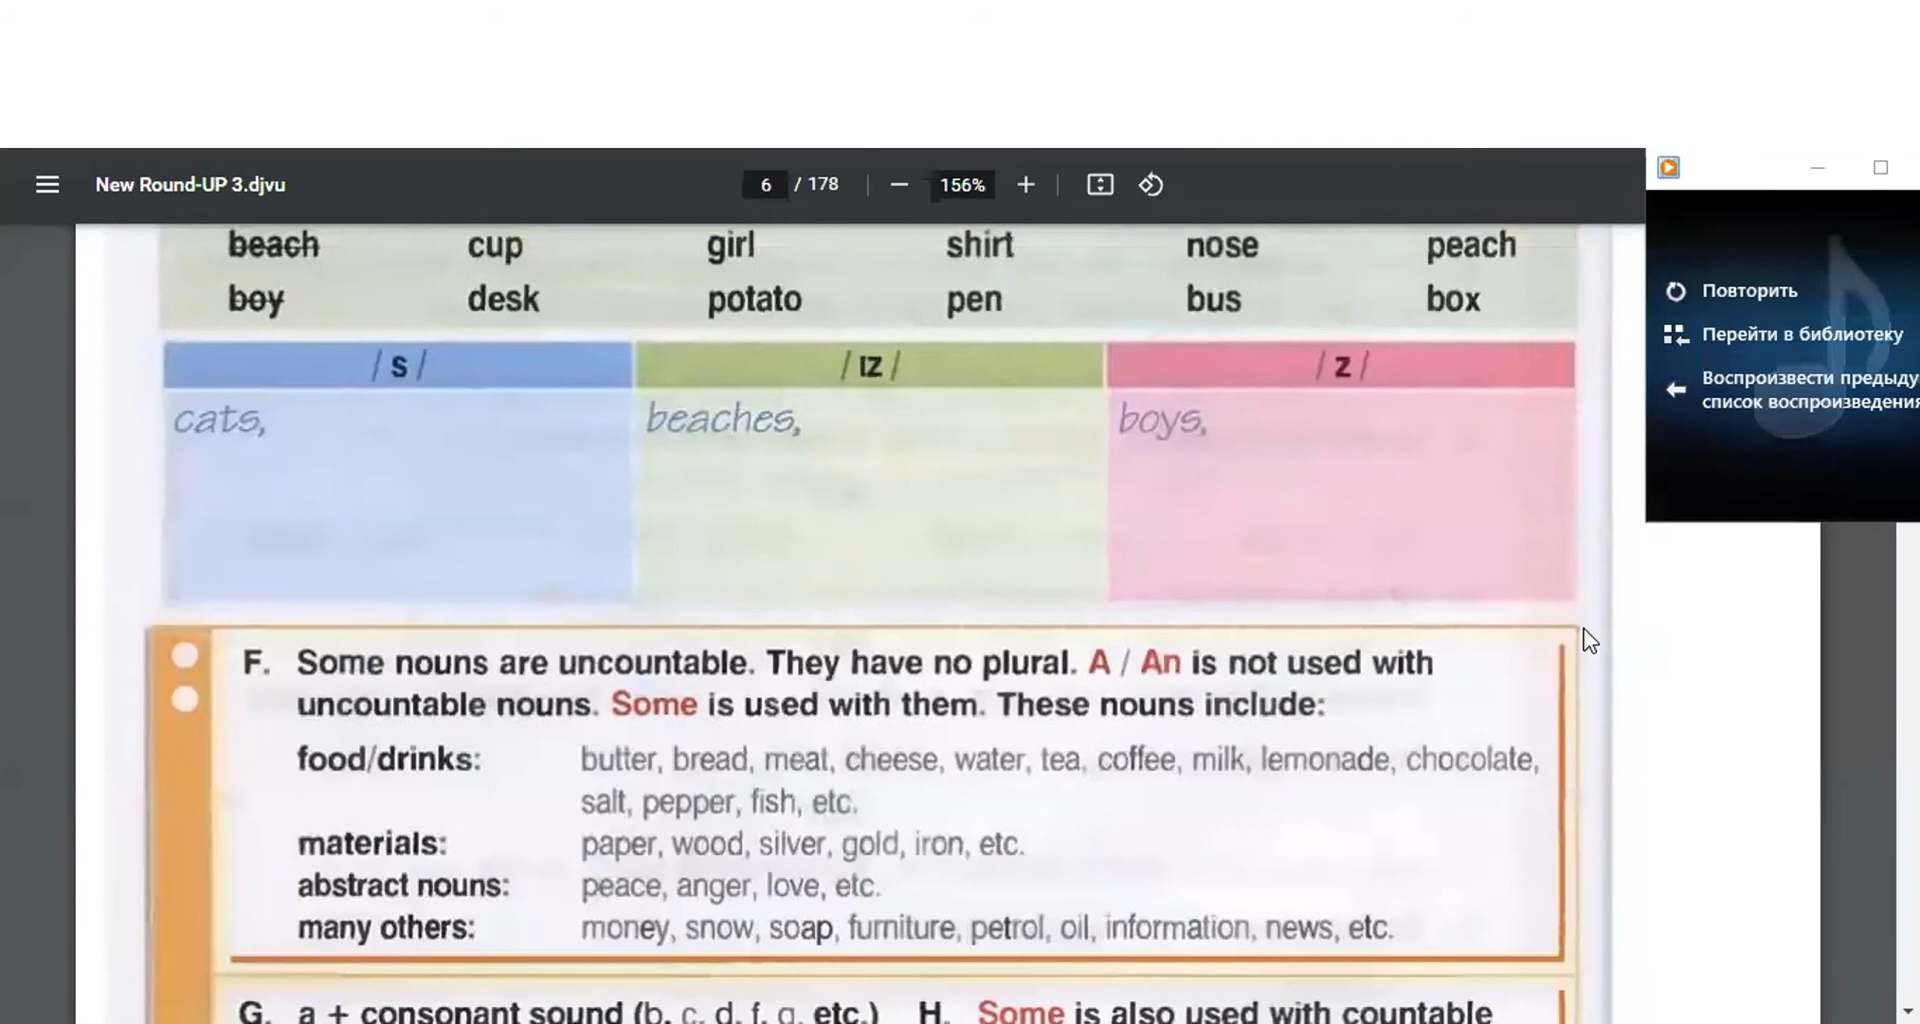 New Round-UP 3.djvu 6 / 178 156%
beach cup girl shirt nose peach
boy desk potato pen bus box
/ s / / ɪz / / z /
cats, beaches, boys,
F. Some nouns are uncountable. They have no plural. A / An is not used with
uncountable nouns. Some is used with them. These nouns include:
food/drinks: butter, bread, meat, cheese, water, tea, coffee, milk, lemonade, chocolate,
salt, pepper, fish, etc.
materials: paper, wood, silver, gold, iron, etc.
abstract nouns: peace, anger, love, etc.
many others: money, snow, soap, furniture, petrol, oil, information, news, etc.
G. a + consonant sound (b, c, d, f, g, etc.) H. Some is also used with countable
Повторить
Перейти в библиотеку
Воспроизвести предыду
список воспроизведения